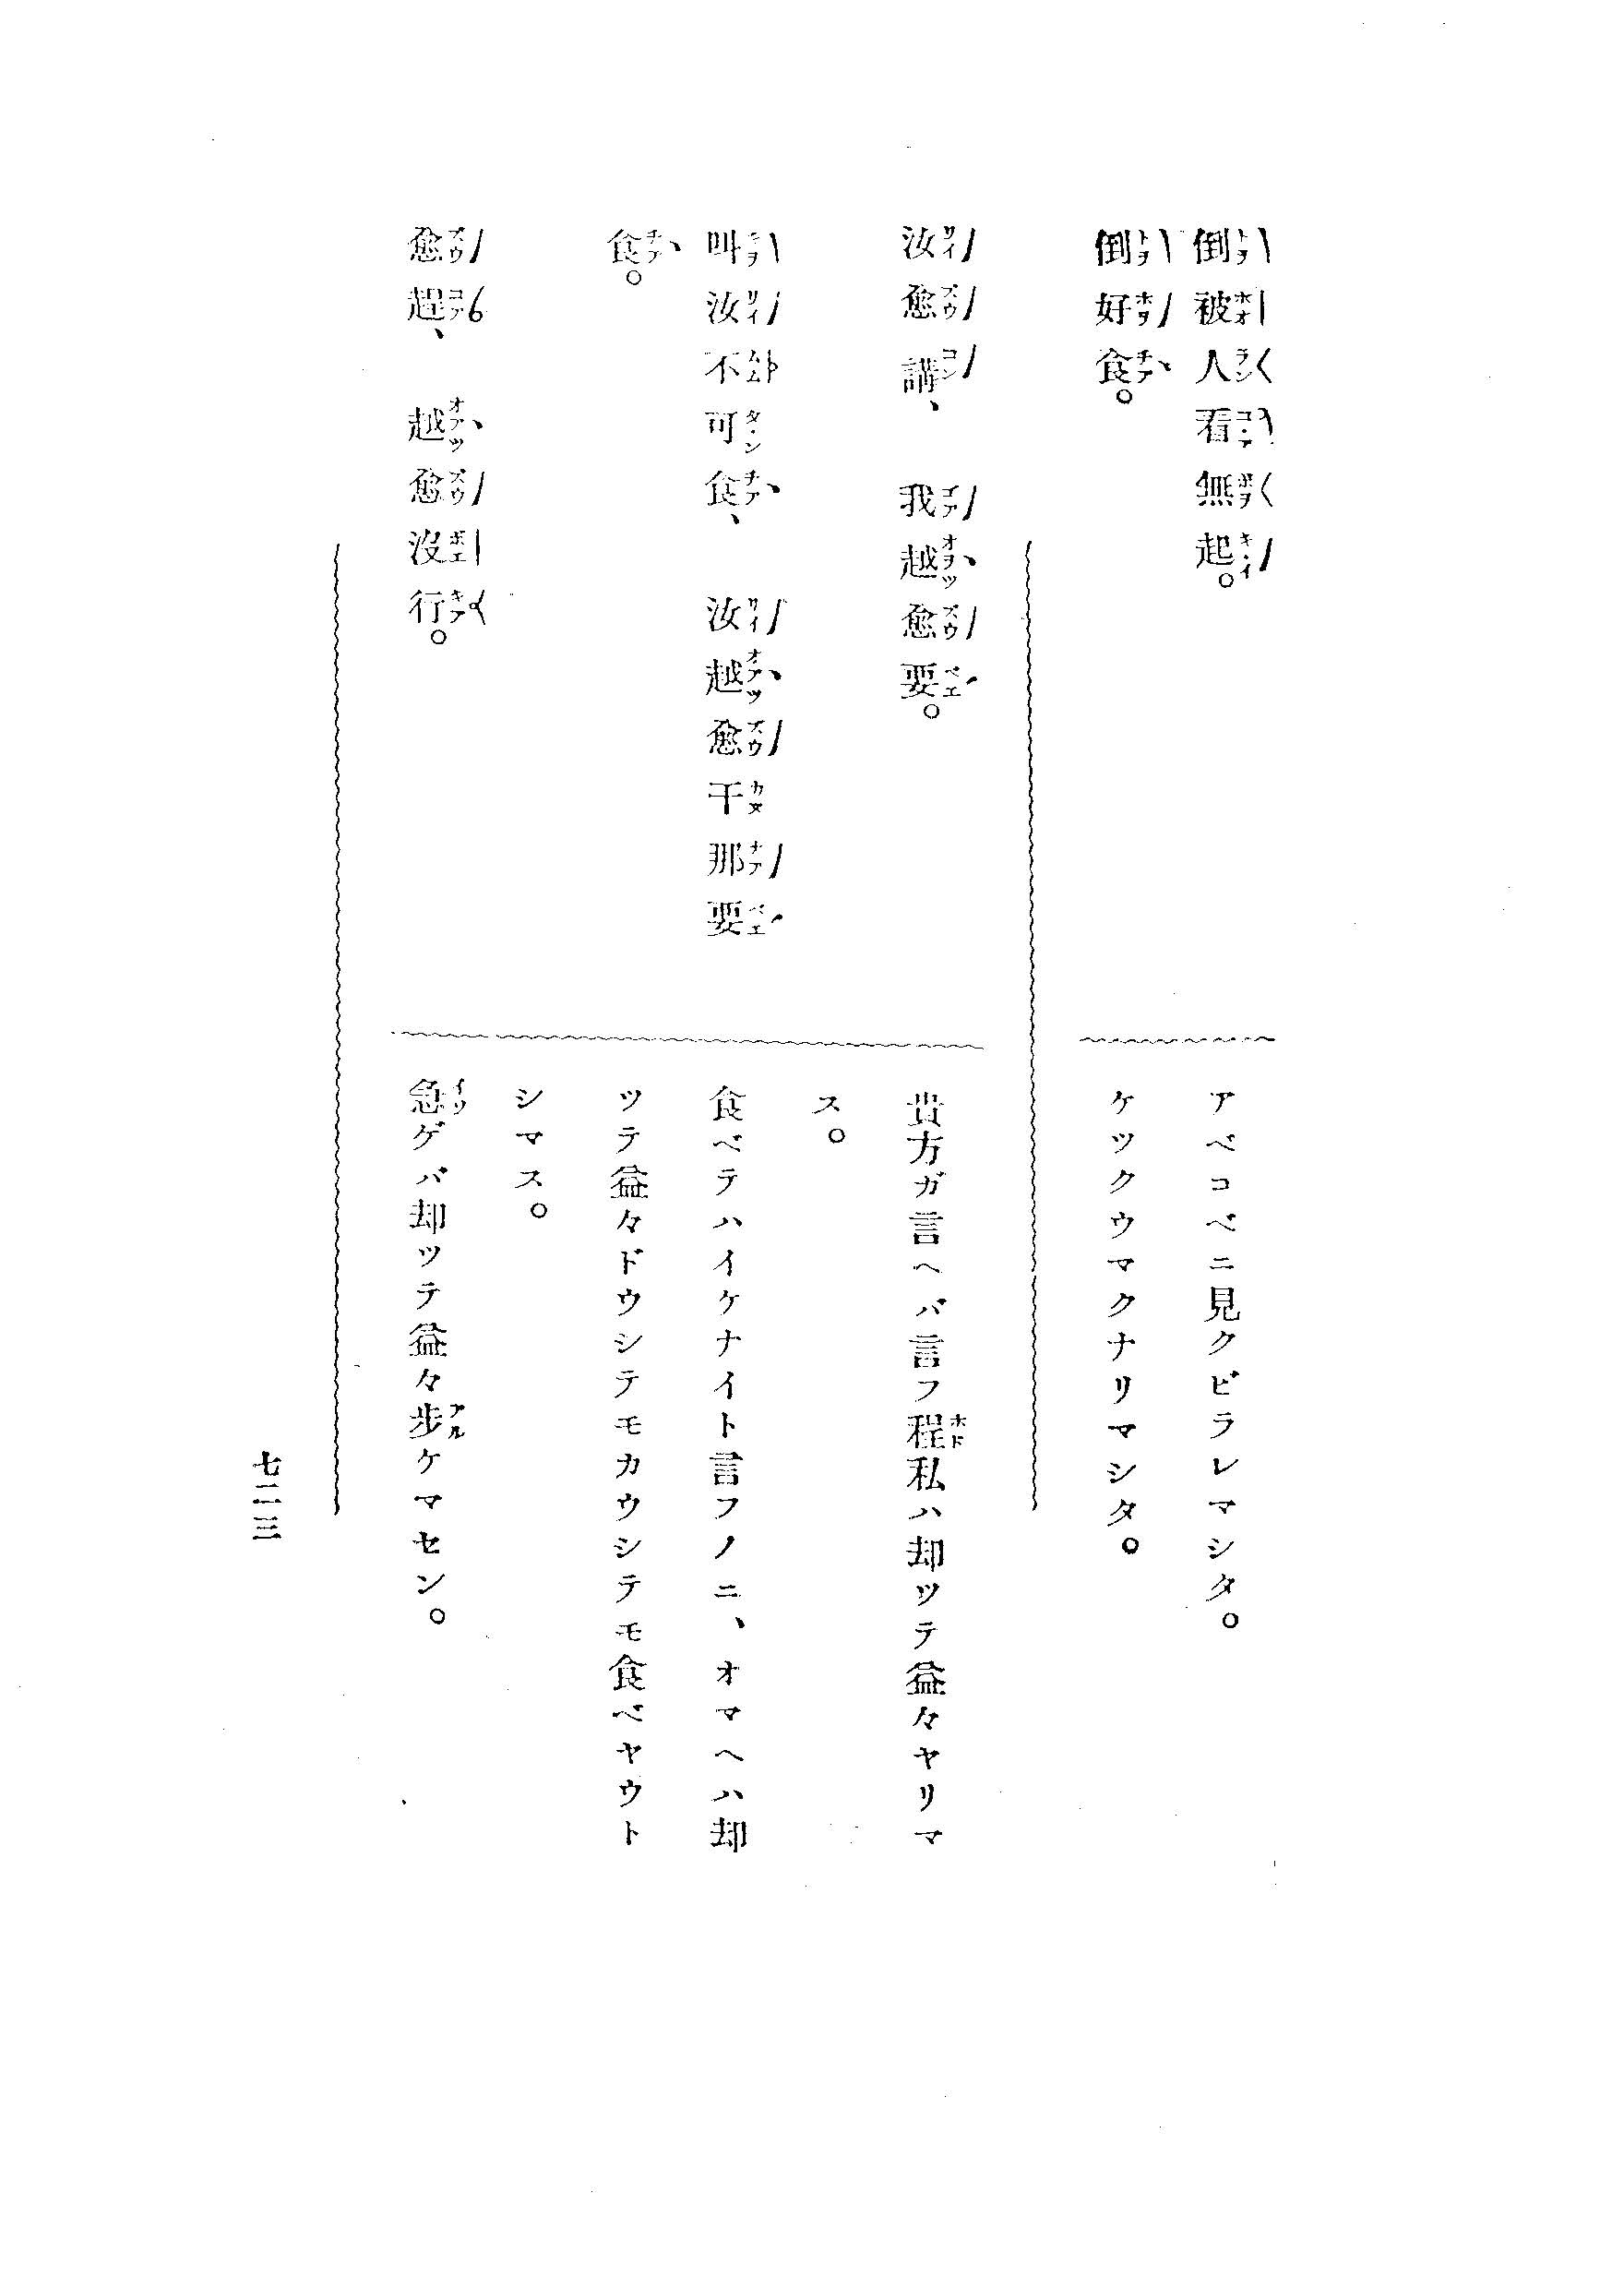 倒被人看無起。
アベコベニ見クビラレマシタ。
倒好食。
ケツクウマクナリマシタ。
汝愈講、我越愈要。
貴方ガ言ヘバ言フ程私ハ却ツテ益々ヤリマ
ス。
叫汝不可食、汝越愈干那要
食。
食ベテハイケナイト言フノニ、オマヘハ却
ツテ益々ドウシテモカウシテモ食ベヤウト
シマス。
愈趕、越愈沒行。
急ゲバ却ツテ益々歩ケマセン。
七二三